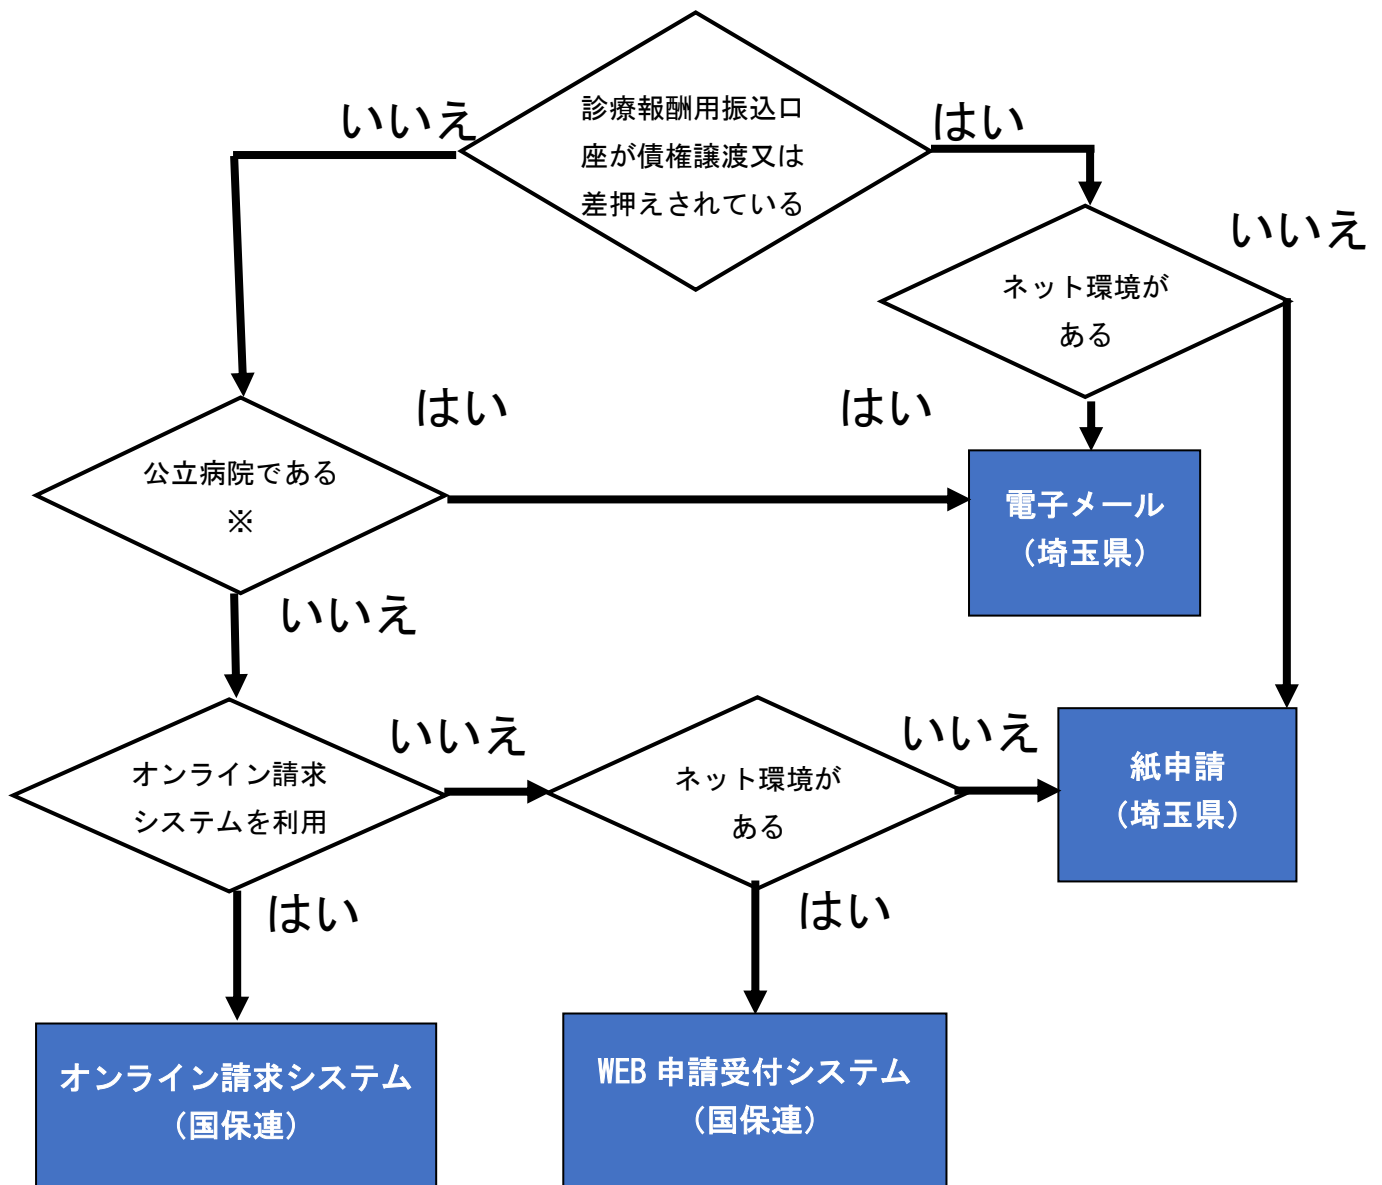 診療報酬用振込口
座が債権譲渡又は
差押えされている
いいえ
はい
ネット環境が
ある
いいえ
はい
公立病院である
※
はい
電子メール
（埼玉県）
いいえ
オンライン請求
システムを利用
いいえ
ネット環境が
ある
いいえ
紙申請
（埼玉県）
はい
はい
オンライン請求システム
（国保連）
WEB 申請受付システム
（国保連）